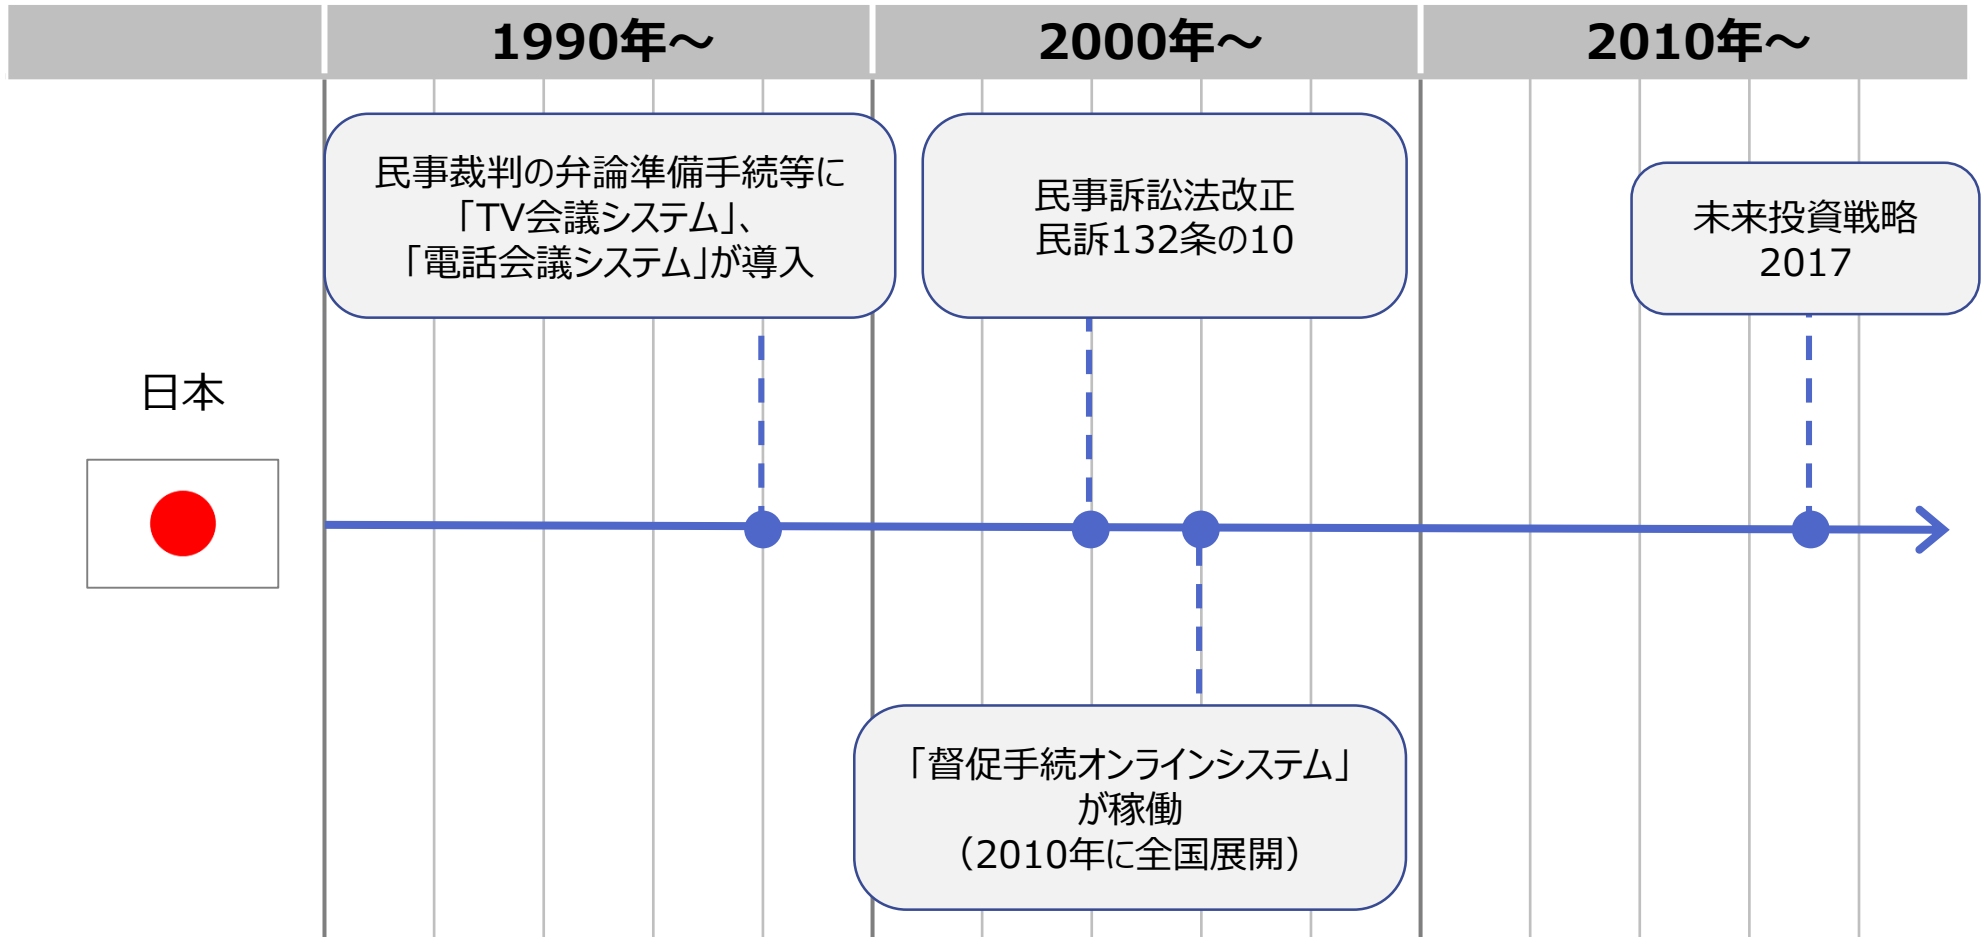 1990年～
2000年～
2010年～
民事裁判の弁論準備手続等に
「TV会議システム」、
「電話会議システム」が導入
民事訴訟法改正
民訴132条の10
未来投資戦略
2017
日本
「督促手続オンラインシステム」
が稼働
（2010年に全国展開）